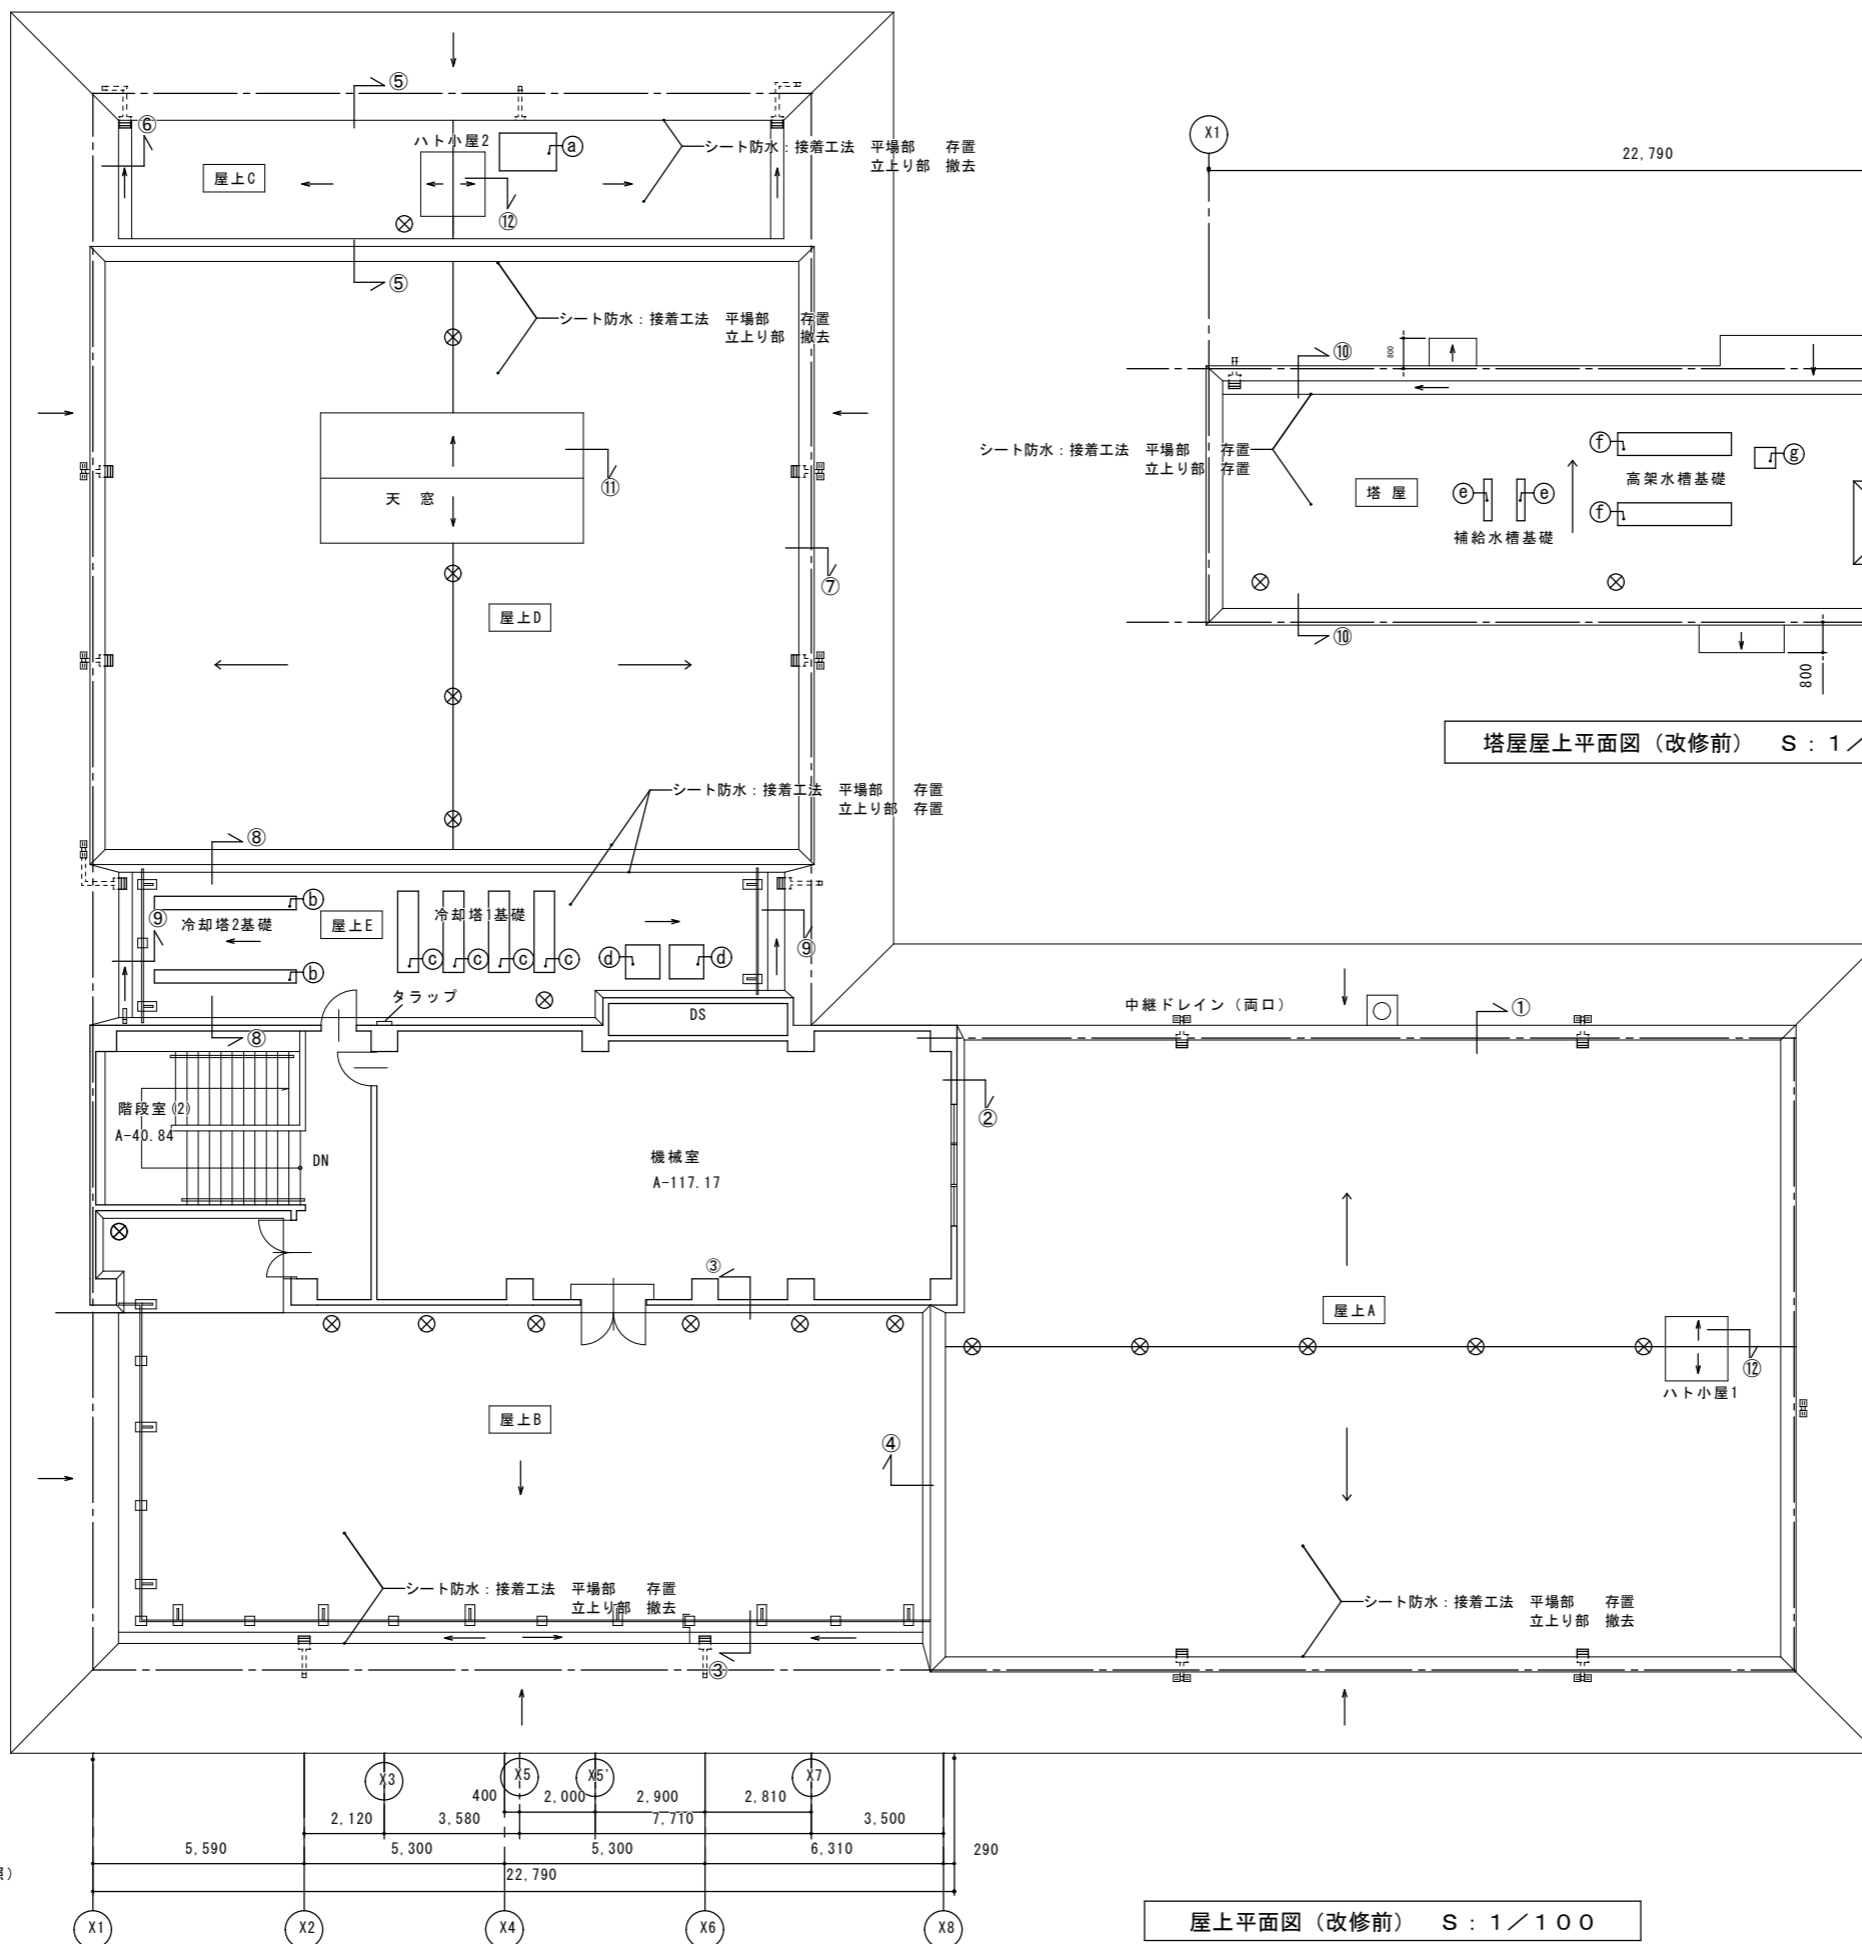 ⑤
⑥
ハト小屋2
ⓐ
シート防水：接着工法　平場部　存置
立上り部　撤去
屋上C
⑫
⑤
シート防水：接着工法　平場部　存置
立上り部　撤去
⑪
天　窓
⑦
屋上D
シート防水：接着工法　平場部　存置
立上り部　存置
⑧
ⓑ
⑨
冷却塔2基礎
屋上E
冷却塔1基礎
⑨
ⓑ
ⓒ ⓒ ⓒ ⓒ
ⓓ ⓓ
タラップ
DS
⑧
中継ドレイン（両口）
①
②
階段室(2)
A-40.84
DN
機械室
A-117.17
③
屋上A
⑫
ハト小屋1
屋上B
④
シート防水：接着工法　平場部　存置
立上り部　撤去
シート防水：接着工法　平場部　存置
立上り部　撤去
③
X3
X5
X5'
X7
400
2,000
2,900
2,810
2,120
3,580
7,710
3,500
5,590
5,300
5,300
6,310
290
22,790
X1
X2
X4
X6
X8
屋上平面図（改修前）　S：1／100
X1
22,790
⑩
800
シート防水：接着工法　平場部　存置
立上り部　存置
塔屋
ⓔ ⓔ
補給水槽基礎
ⓕ
高架水槽基礎
ⓖ
ⓕ
⑩
800
塔屋屋上平面図（改修前）　S：1／